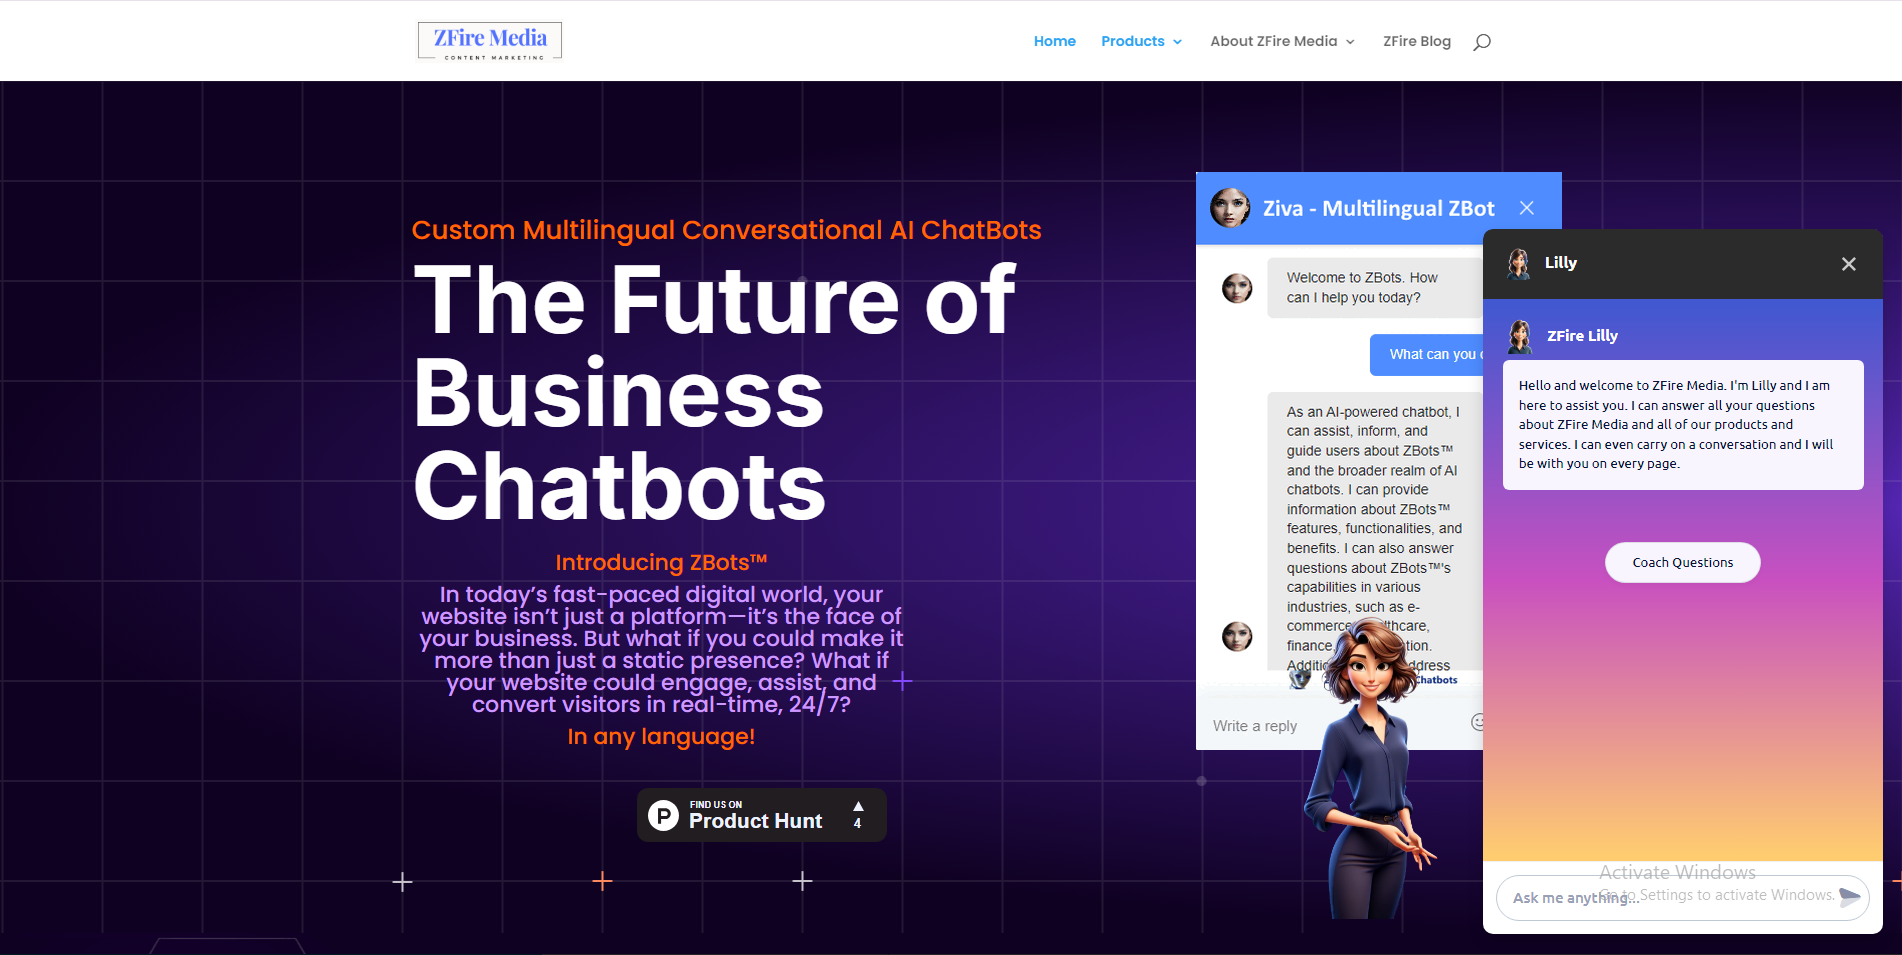 ZFire Media
CONTENT MARKETING
Home
Products
About ZFire Media
ZFire Blog
Custom Multilingual Conversational AI ChatBots
The Future of
Business
Chatbots
Introducing ZBots™
In today's fast-paced digital world, your
website isn't just a platform—it's the face of
your business. But what if you could make it
more than just a static presence? What if
your website could engage, assist, and
convert visitors in real-time, 24/7?
In any language!
FIND US ON
Product Hunt
4
Ziva - Multilingual ZBot
Welcome to ZBots. How
can I help you today?
What can you
As an AI-powered chatbot, I
can assist, inform, and
guide users about ZBots™
and the broader realm of AI
chatbots. I can provide
information about ZBots™
features, functionalities, and
benefits. I can also answer
questions about ZBots™'s
capabilities in various
industries, such as e-
commerce, thcare,
finance, tion.
Additio ddress
Chatbots
Write a reply
Lilly
ZFire Lilly
Hello and welcome to ZFire Media. I'm Lilly and I am
here to assist you. I can answer all your questions
about ZFire Media and all of our products and
services. I can even carry on a conversation and I will
be with you on every page.
Coach Questions
Activate Windows
Go to Settings to activate Windows.
Ask me anything...